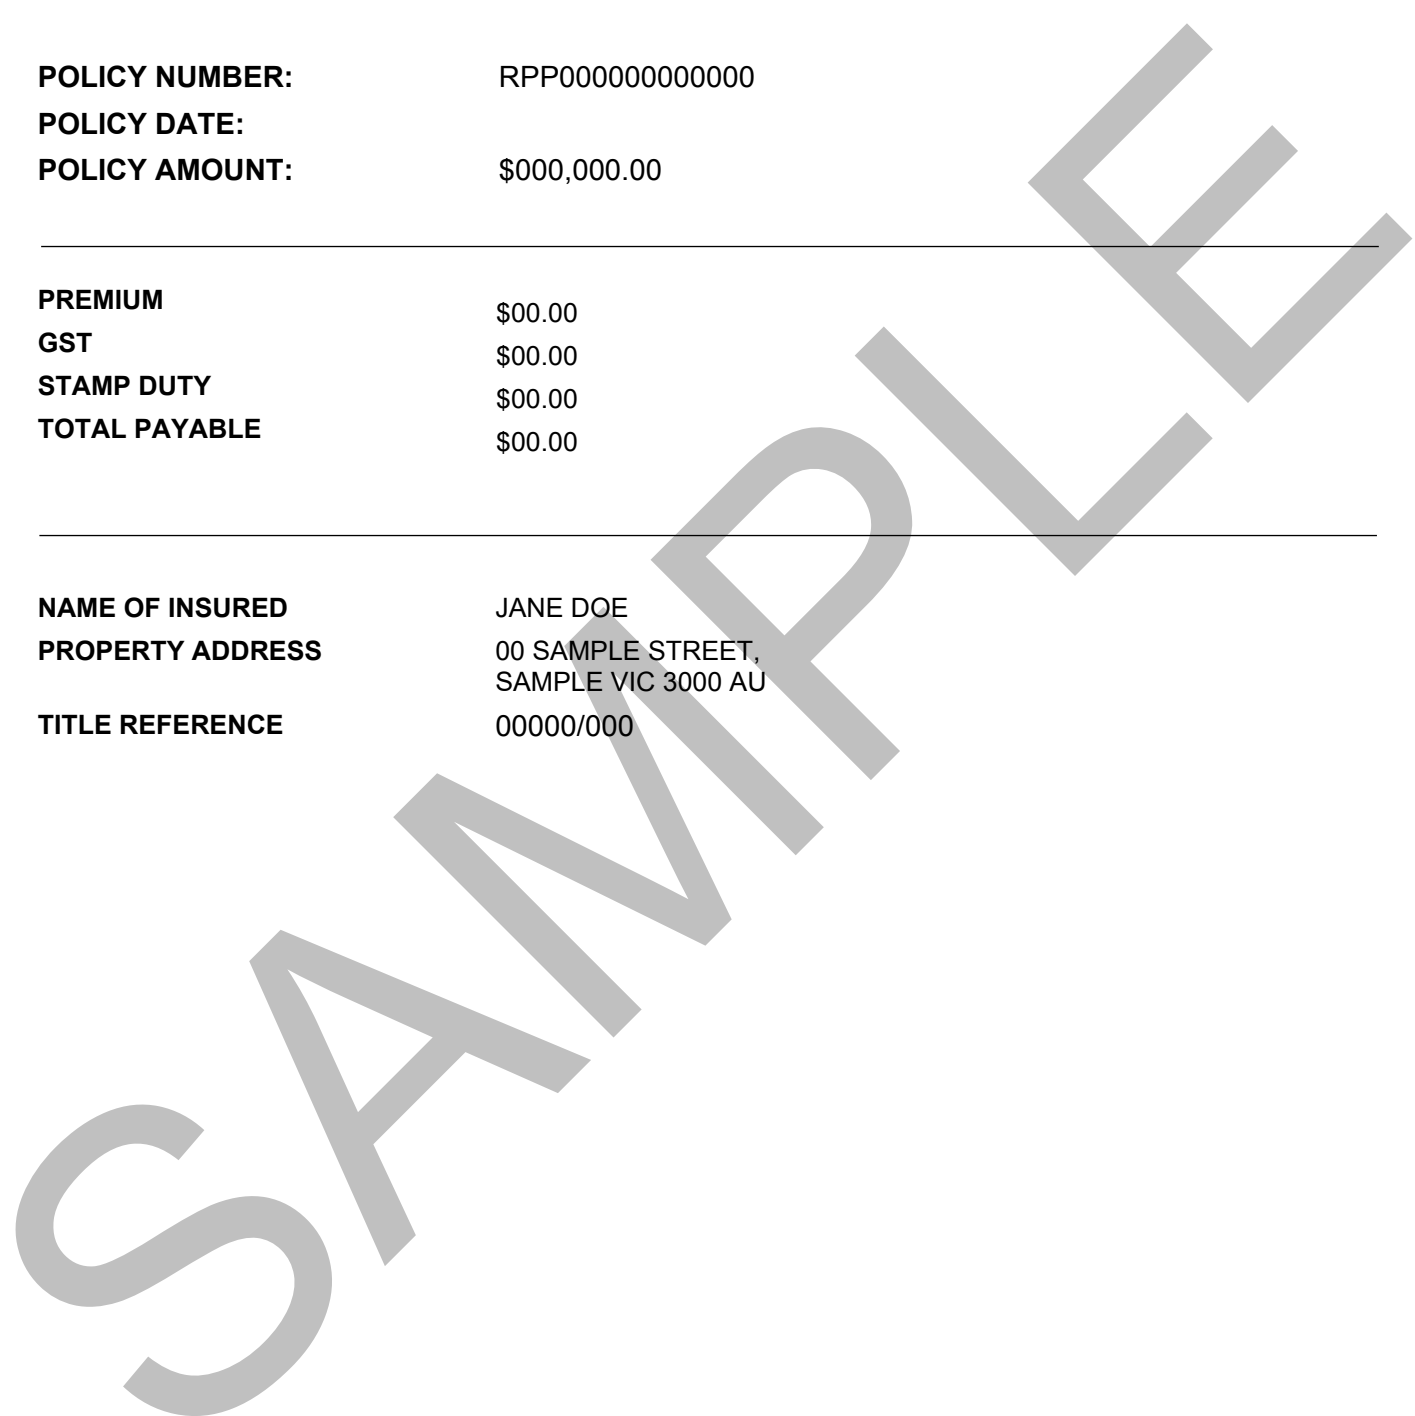 POLICY NUMBER: RPP000000000000
POLICY DATE:
POLICY AMOUNT: $000,000.00
PREMIUM $00.00
GST $00.00
STAMP DUTY $00.00
TOTAL PAYABLE $00.00
NAME OF INSURED JANE DOE
PROPERTY ADDRESS 00 SAMPLE STREET,
SAMPLE VIC 3000 AU
TITLE REFERENCE 00000/000
SAMPLE